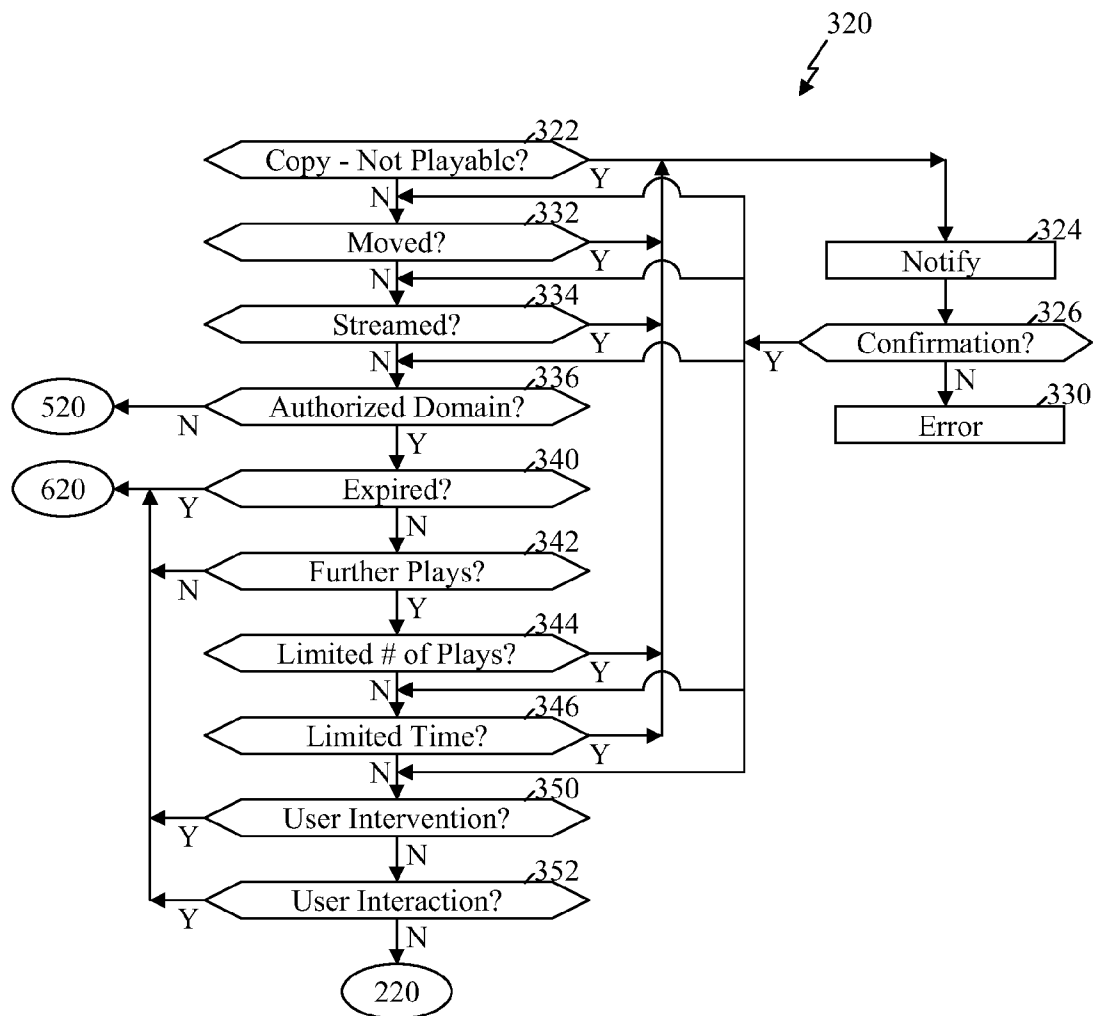 320
322
Copy - Not Playable?
Y
N
332
Moved?
Y
N
324
Notify
334
Streamed?
Y
N
326
Confirmation?
Y
N
336
Authorized Domain?
520
N
Y
330
Error
340
Expired?
620
Y
N
342
Further Plays?
N
Y
344
Limited # of Plays?
Y
N
346
Limited Time?
Y
N
350
User Intervention?
Y
N
352
User Interaction?
Y
N
220